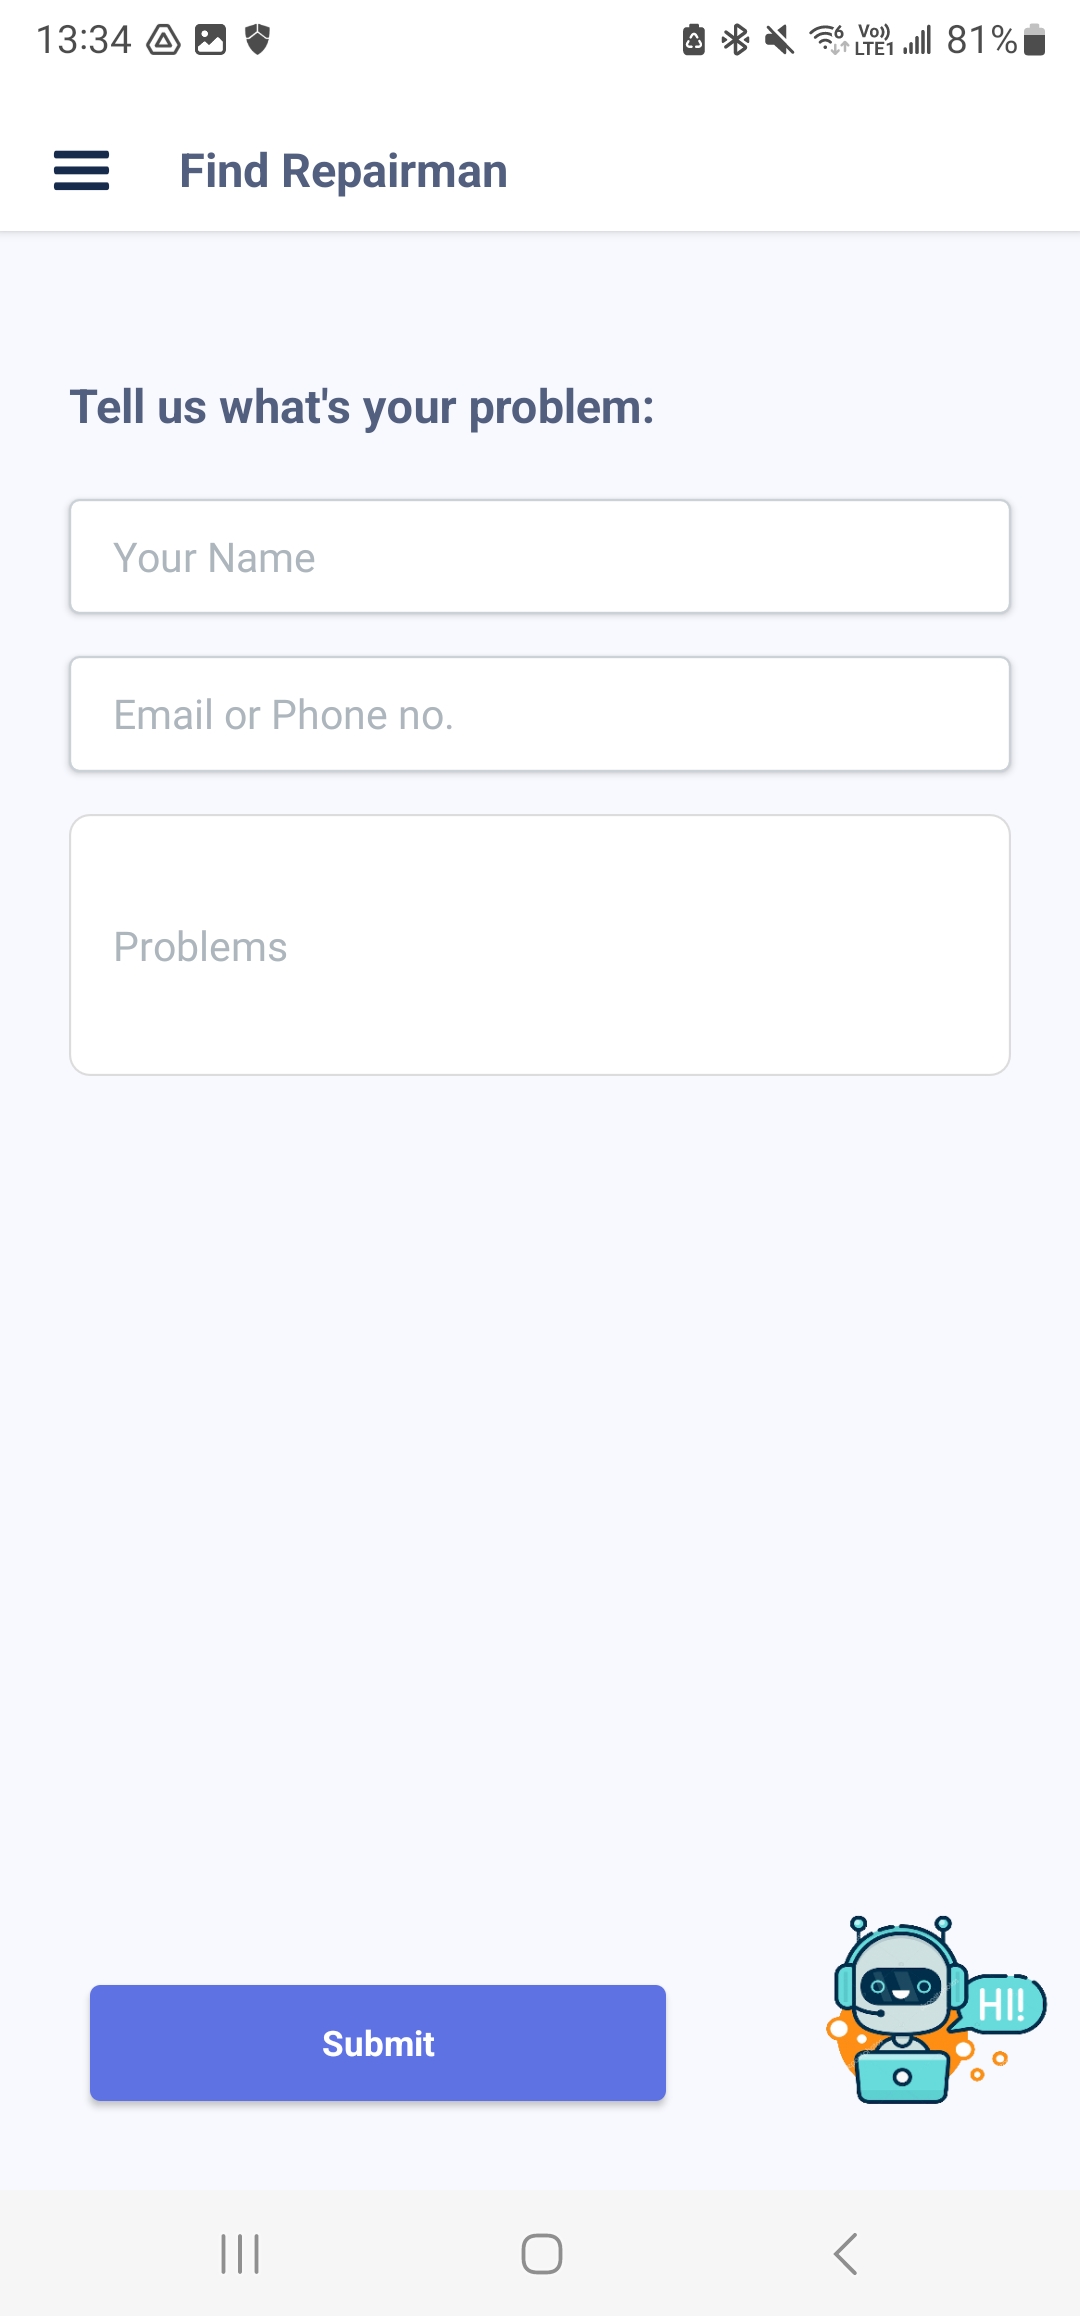 13:34
6 Vo)) LTE1 81%
Find Repairman
Tell us what's your problem:
Your Name
Email or Phone no.
Problems
HI!
Submit